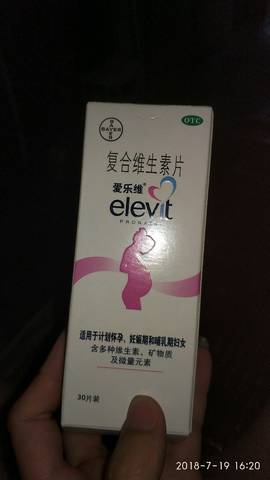 BAYER
OTC
复合维生素片
爱乐维®
elevit
PRONATAL
适用于计划怀孕、妊娠期和哺乳期妇女
含多种维生素、矿物质
及微量元素
30片装
2018-7-19 16:20